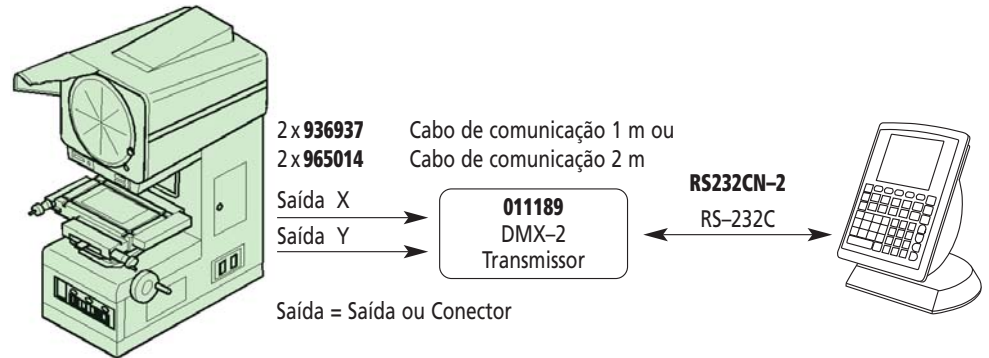 2 x 936937 Cabo de comunicação 1 m ou
2 x 965014 Cabo de comunicação 2 m
Saída X
Saída Y
011189
DMX–2
Transmissor
RS232CN–2
RS–232C
Saída = Saída ou Conector